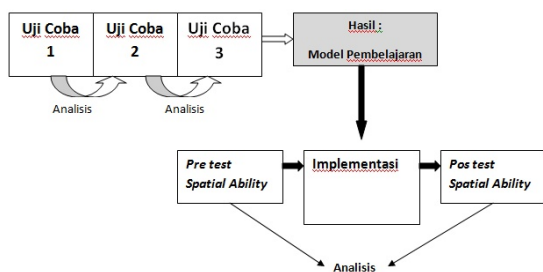 Uji Coba
1
Uji Coba
2
Uji Coba
3
Analisis
Analisis
Hasil :
Model Pembelajaran
Pre test
Spatial Ability
Implementasi
Pos test
Spatial Ability
Analisis